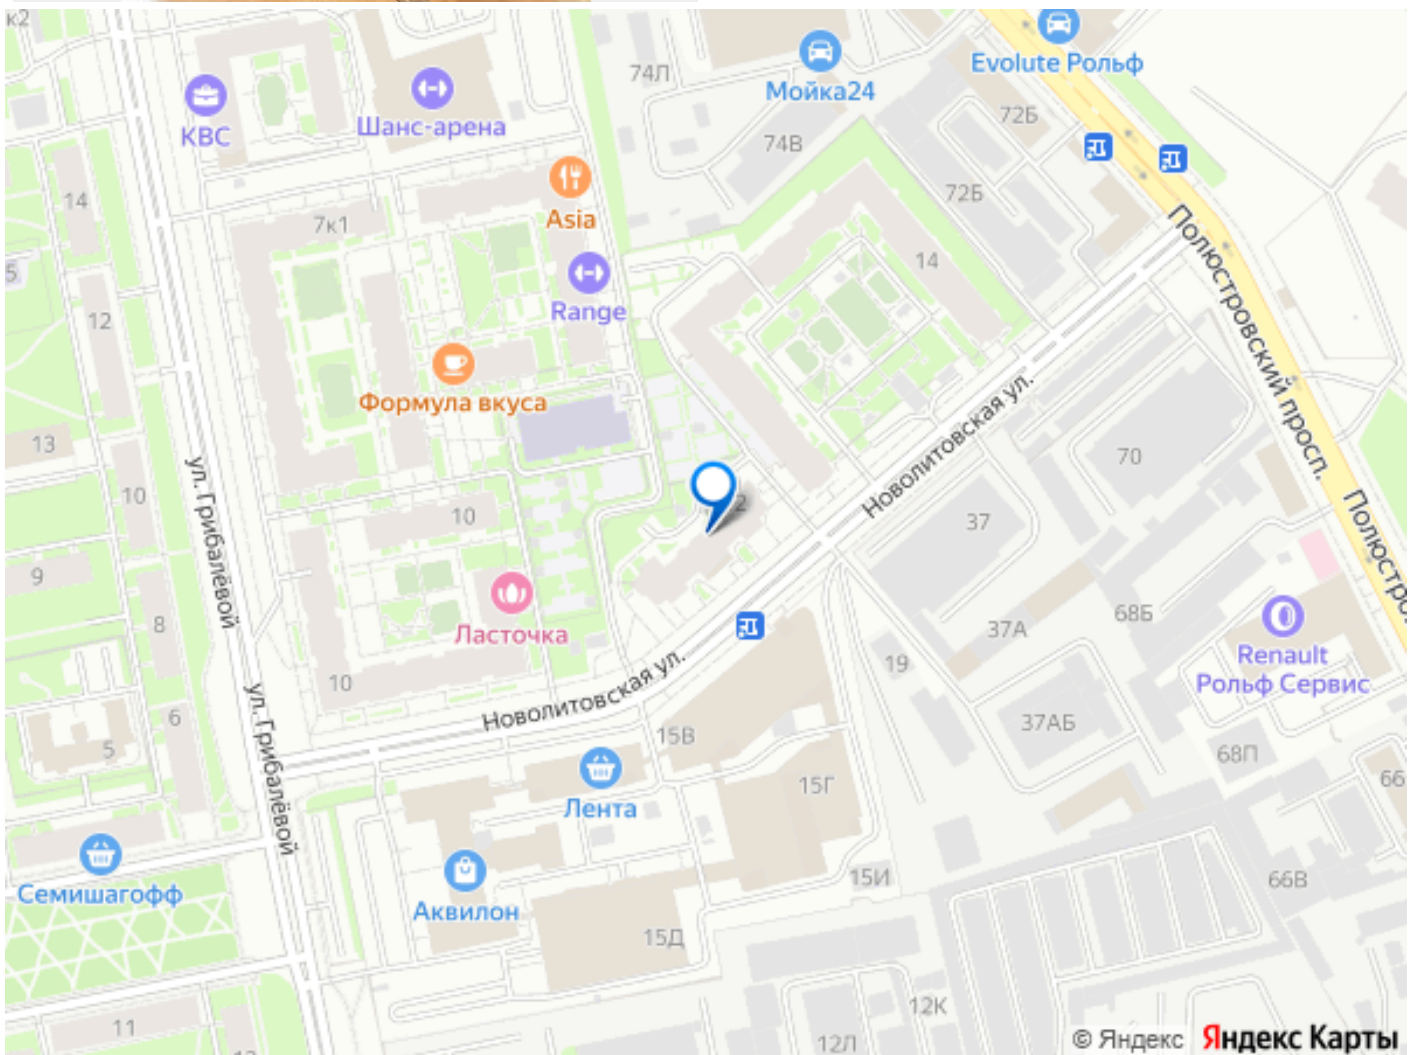 к2
Evolute Рольф
74Л
Мойка24
72Б
КВС
Шанс-арена
74В
72Б
14
Asia
7к1
14
5
Range
12
Полюстровский просп.
Формула вкуса
Новолитовская ул.
13
70
10
ул. Грибалёвой
10
2
37
Полюстро
9
8
Ласточка
37А
68Б
19
Renault
Рольф Сервис
10
6
ул. Грибалёвой
Новолитовская ул.
5
15В
37АБ
68П
15Г
66
Лента
Семишагофф
Аквилон
15И
66В
15Д
12К
11
12Л
© Яндекс Яндекс Карты